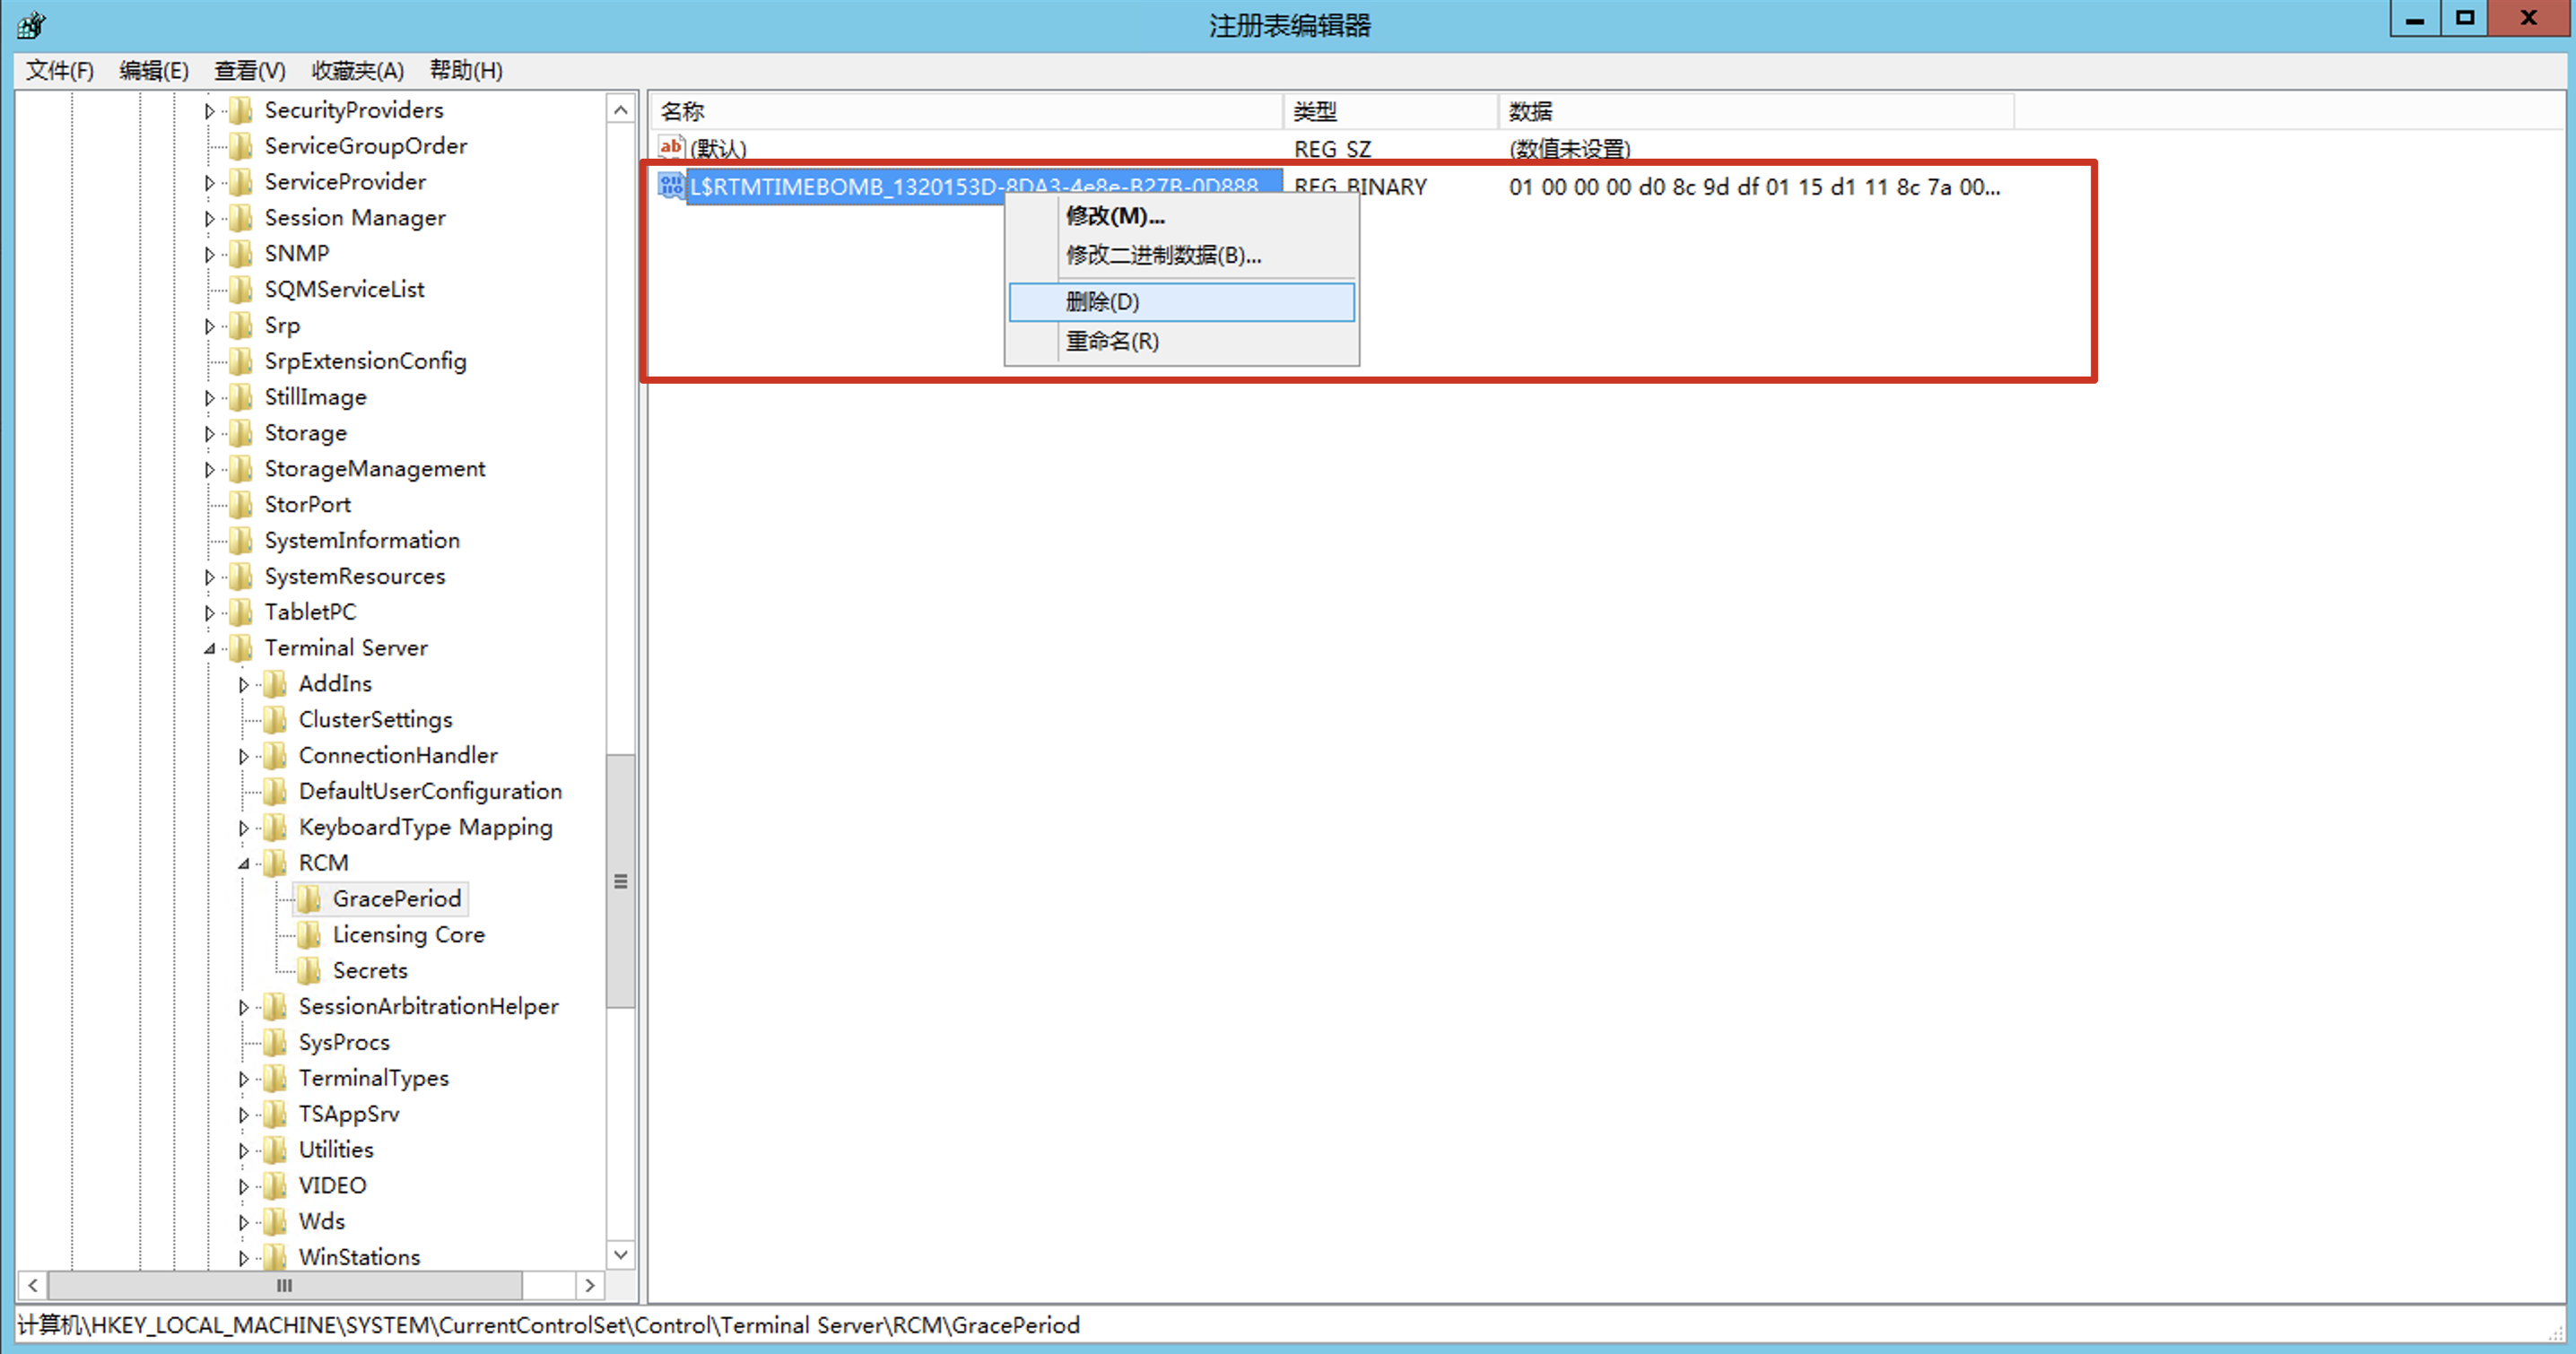 注册表编辑器
文件(F) 编辑(E) 查看(V) 收藏夹(A) 帮助(H)
SecurityProviders
ServiceGroupOrder
ServiceProvider
Session Manager
SNMP
SQMServiceList
Srp
SrpExtensionConfig
StillImage
Storage
StorageManagement
StorPort
SystemInformation
SystemResources
TabletPC
Terminal Server
AddIns
ClusterSettings
ConnectionHandler
DefaultUserConfiguration
KeyboardType Mapping
RCM
GracePeriod
Licensing Core
Secrets
SessionArbitrationHelper
SysProcs
TerminalTypes
TSAppSrv
Utilities
VIDEO
Wds
WinStations
名称 类型 数据
ab (默认) REG_SZ (数值未设置)
L$RTMTIMEBOMB_1320153D-8DA3-4e8e-B27B-0D888... REG_BINARY 01 00 00 00 d0 8c 9d df 01 15 d1 11 8c 7a 00...
修改(M)...
修改二进制数据(B)...
删除(D)
重命名(R)
计算机\HKEY_LOCAL_MACHINE\SYSTEM\CurrentControlSet\Control\Terminal Server\RCM\GracePeriod